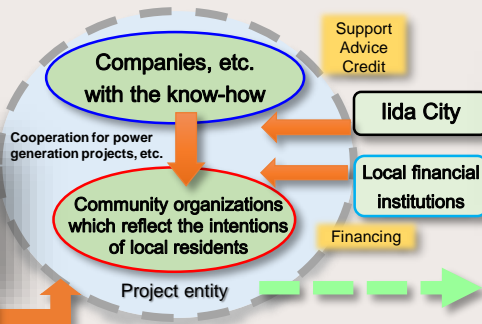 Support
Advice
Credit
Companies, etc.
with the know-how
Iida City
Cooperation for power
generation projects, etc.
Local financial
institutions
Community organizations
which reflect the intentions
of local residents
Financing
Project entity